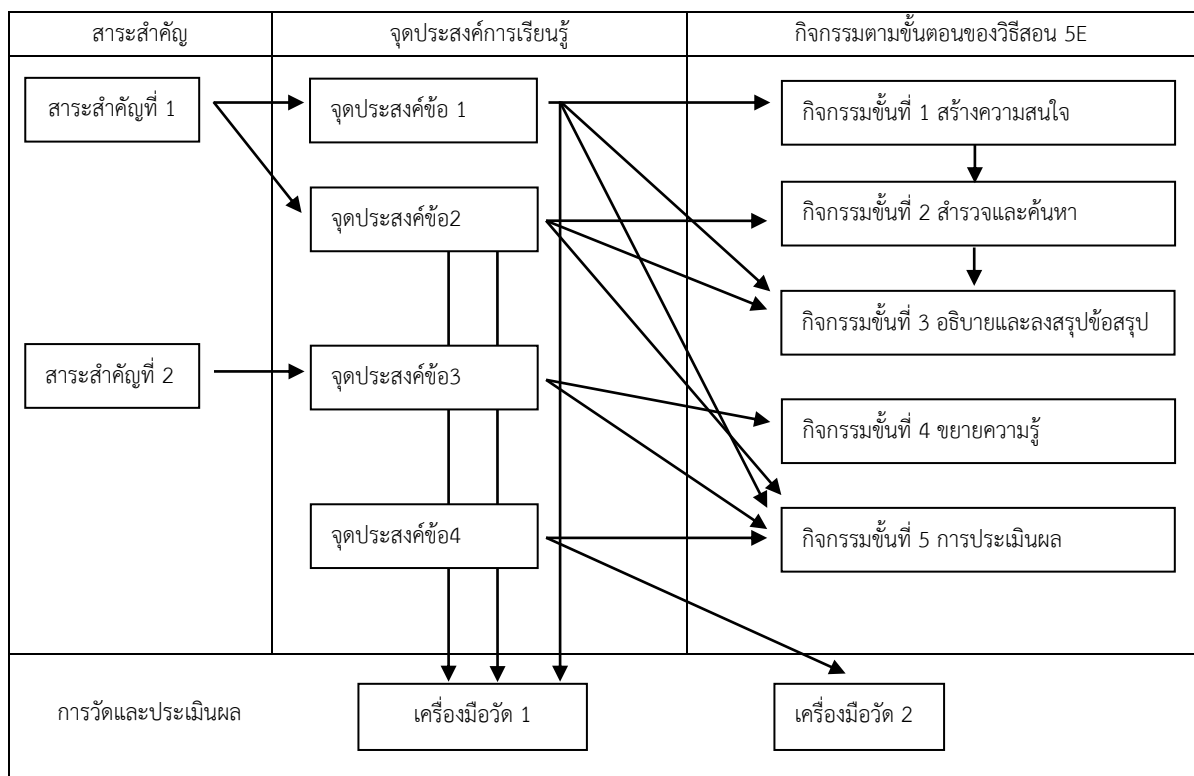 สาระสำคัญ
จุดประสงค์การเรียนรู้
กิจกรรมตามขั้นตอนของวิธีสอน 5E
สาระสำคัญที่ 1
จุดประสงค์ข้อ 1
กิจกรรมขั้นที่ 1 สร้างความสนใจ
จุดประสงค์ข้อ2
กิจกรรมขั้นที่ 2 สำรวจและค้นหา
กิจกรรมขั้นที่ 3 อธิบายและลงสรุปข้อสรุป
สาระสำคัญที่ 2
จุดประสงค์ข้อ3
กิจกรรมขั้นที่ 4 ขยายความรู้
จุดประสงค์ข้อ4
กิจกรรมขั้นที่ 5 การประเมินผล
การวัดและประเมินผล
เครื่องมือวัด 1
เครื่องมือวัด 2